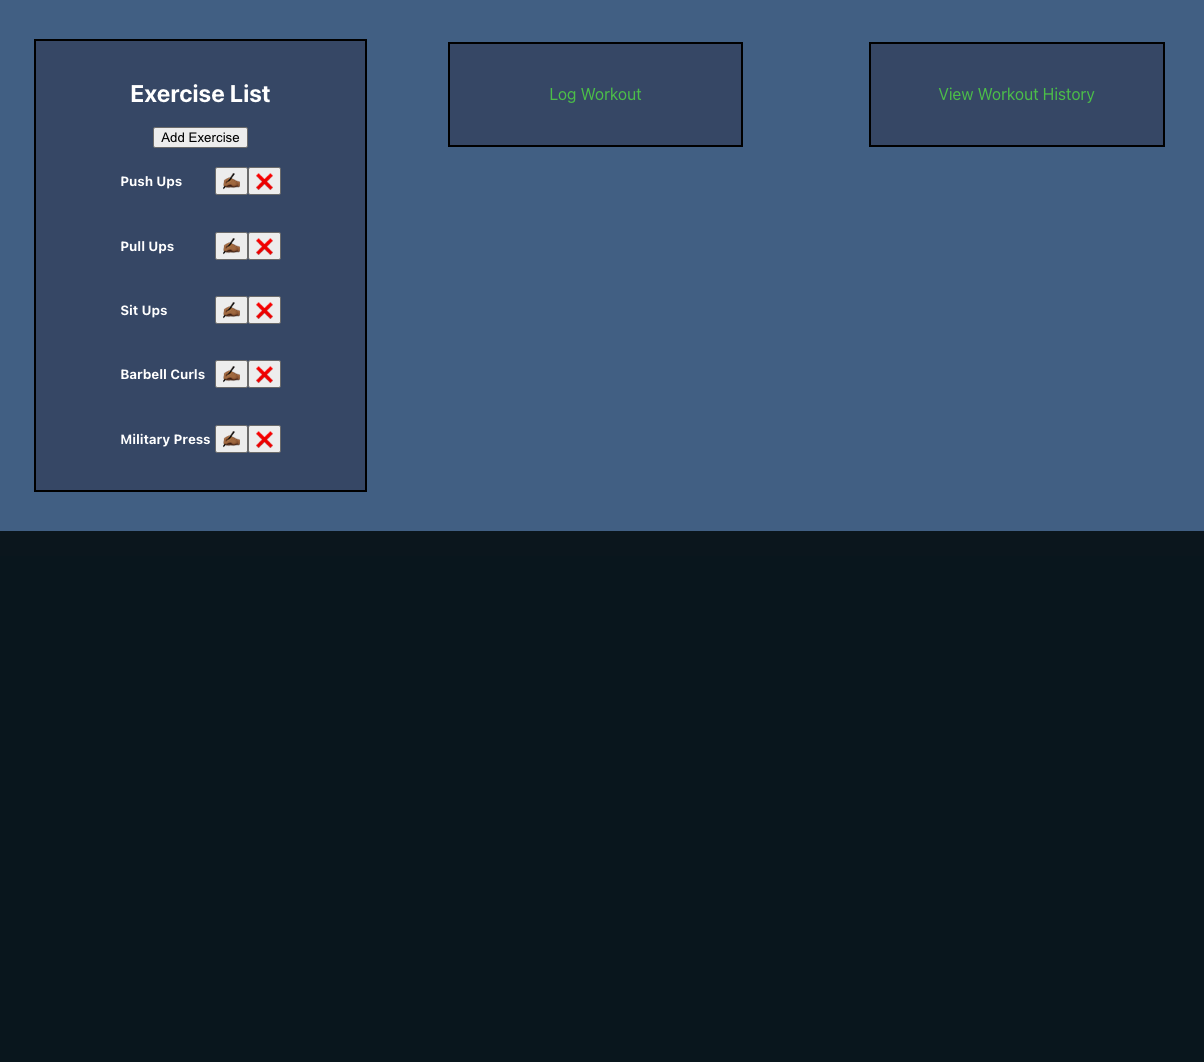 Exercise List
Add Exercise
Push Ups
Pull Ups
Sit Ups
Barbell Curls
Military Press
Log Workout
View Workout History